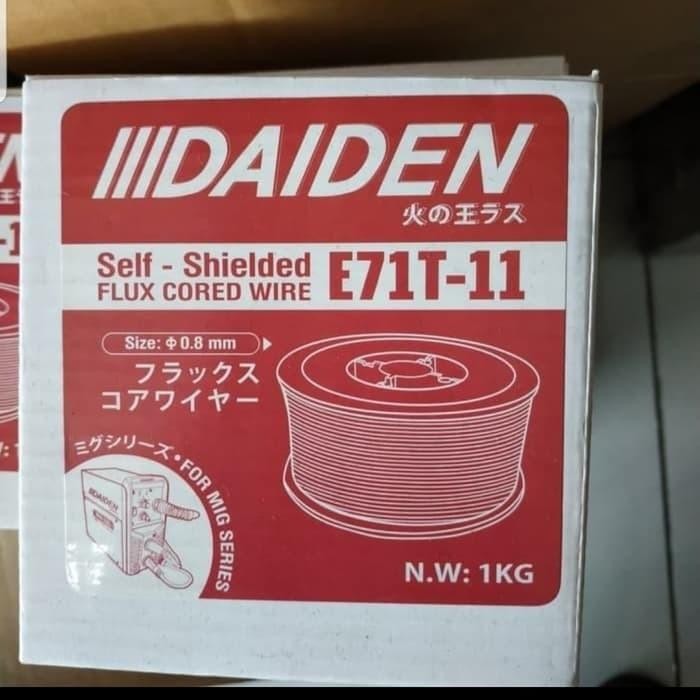 DAIDEN
火の王ラス
Self - Shielded
FLUX CORED WIRE
E71T-11
Size: Φ 0.8 mm
フラックス
コアワイヤー
ミグシリーズ・FOR MIG SERIES
DAIDEN
N.W: 1KG